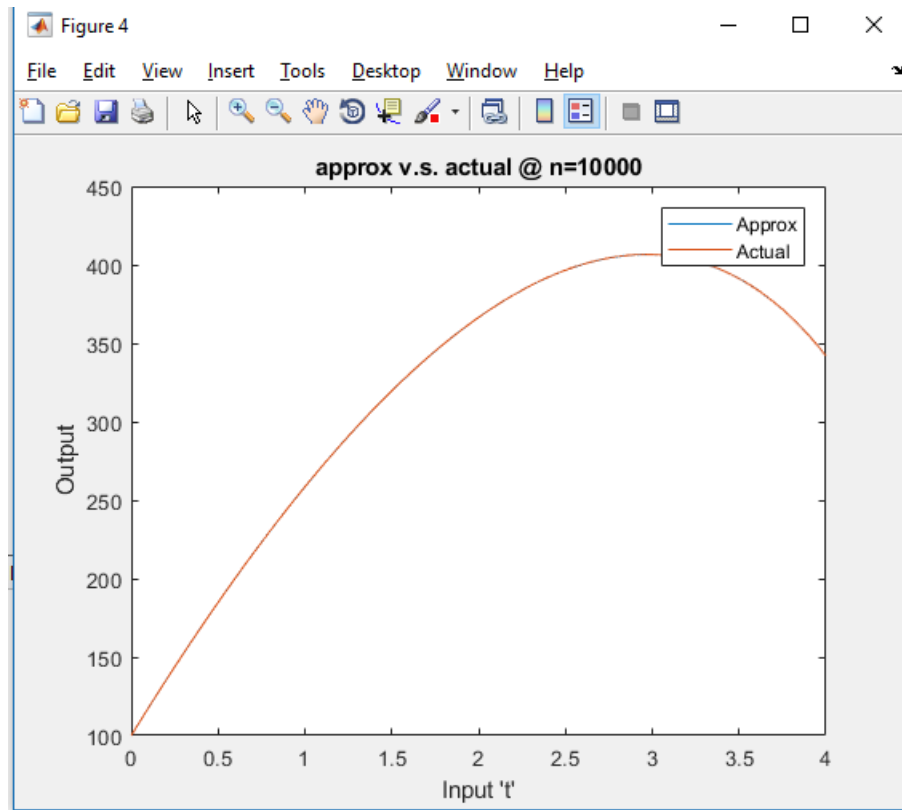 Figure 4
File Edit View Insert Tools Desktop Window Help
approx v.s. actual @ n=10000
450
400
350
300
250
200
150
100
Output
Approx
Actual
0 0.5 1 1.5 2 2.5 3 3.5 4
Input 't'